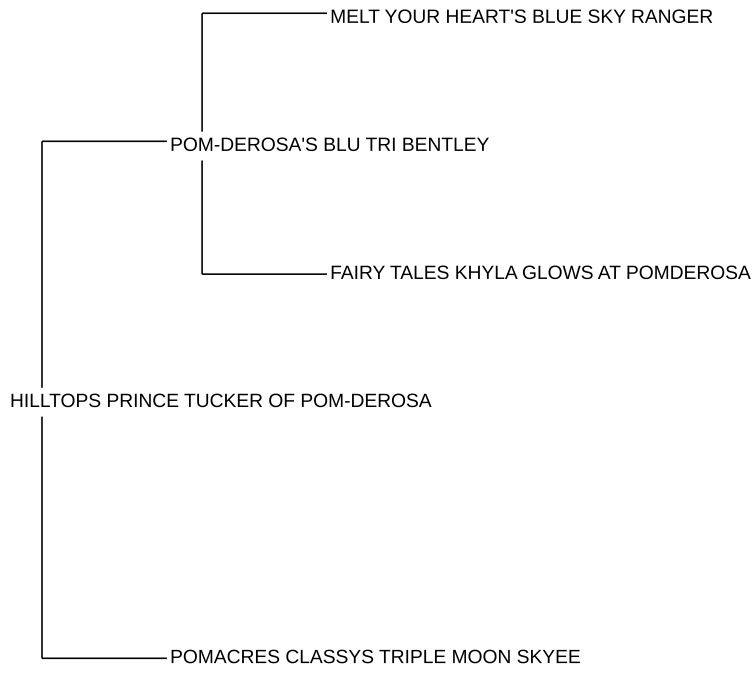 MELT YOUR HEART'S BLUE SKY RANGER
POM-DEROSA'S BLU TRI BENTLEY
FAIRY TALES KHYLA GLOWS AT POMDEROSA
HILLTOPS PRINCE TUCKER OF POM-DEROSA
POMACRES CLASSYS TRIPLE MOON SKYEE